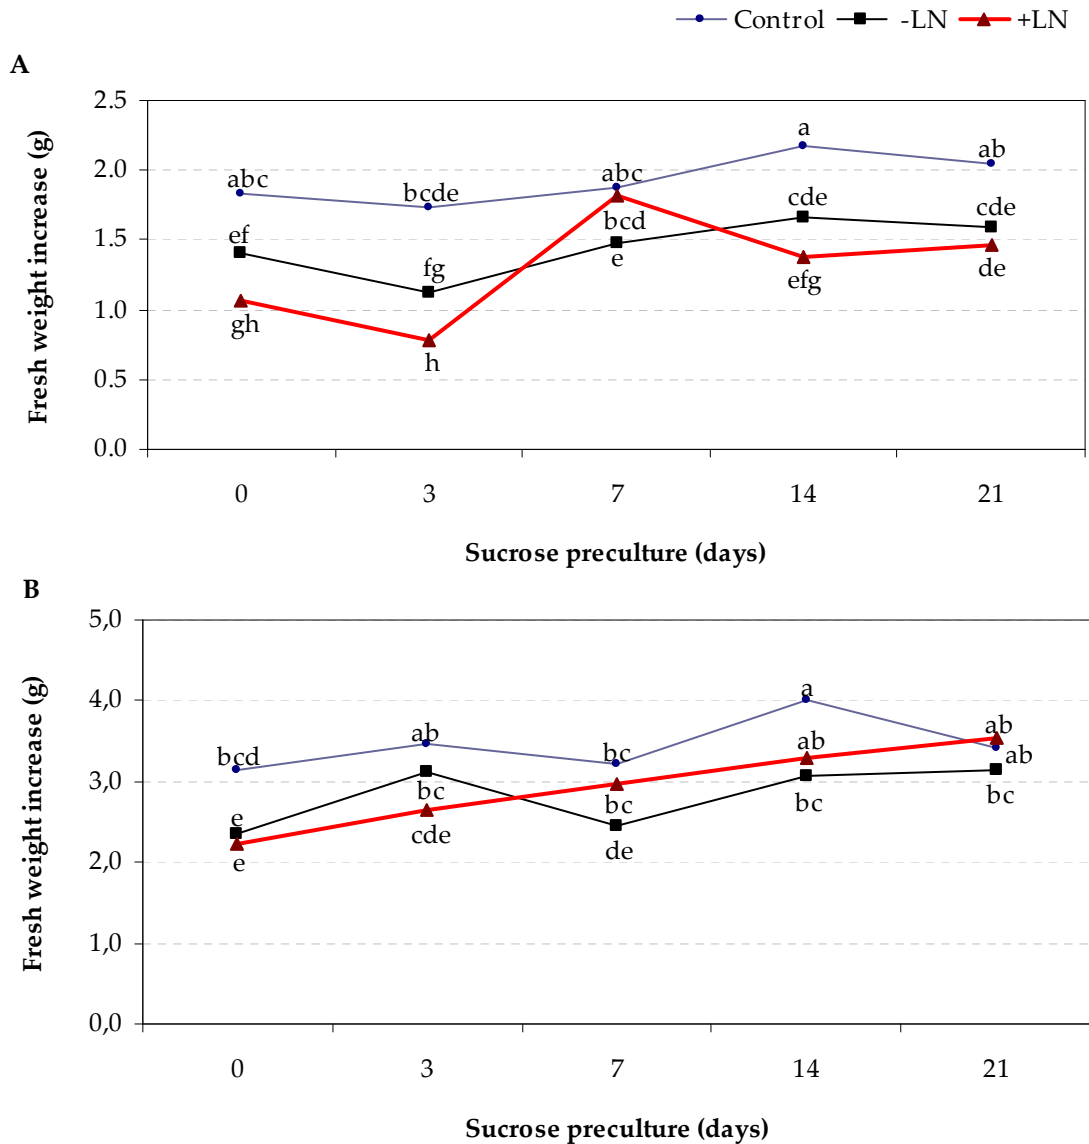 Control -LN +LN
A
Fresh weight increase (g)
2.5
2.0
1.5
1.0
0.5
0.0
abc bcde abc a ab
ef fg bcd cde cde
gh h e efg de
0 3 7 14 21
Sucrose preculture (days)
B
Fresh weight increase (g)
5,0
4,0
3,0
2,0
1,0
0,0
bcd ab bc a ab
e bc bc ab ab
e cde de bc bc
0 3 7 14 21
Sucrose preculture (days)